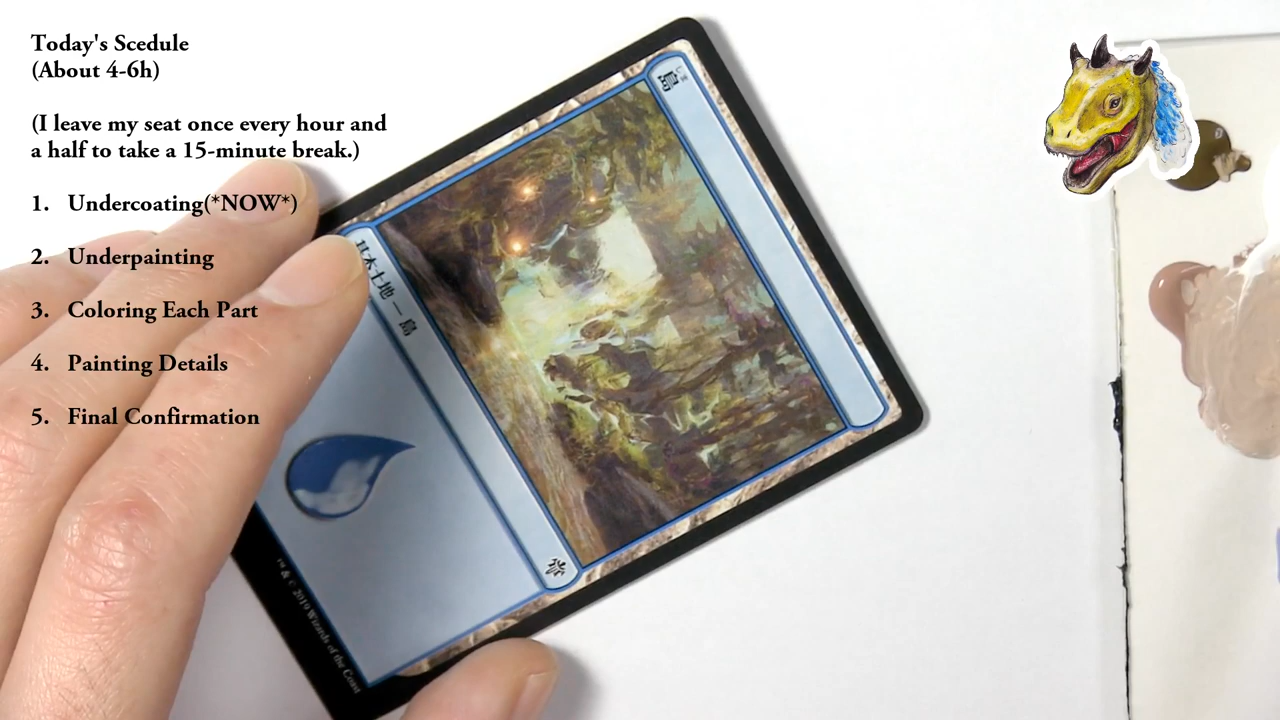 Today's Scedule
(About 4-6h)
(I leave my seat once every hour and
a half to take a 15-minute break.)
1. Undercoating(*NOW*)
2. Underpainting
3. Coloring Each Part
4. Painting Details
5. Final Confirmation
島
基本土地 — 島
& © 2019 Wizards of the Coast